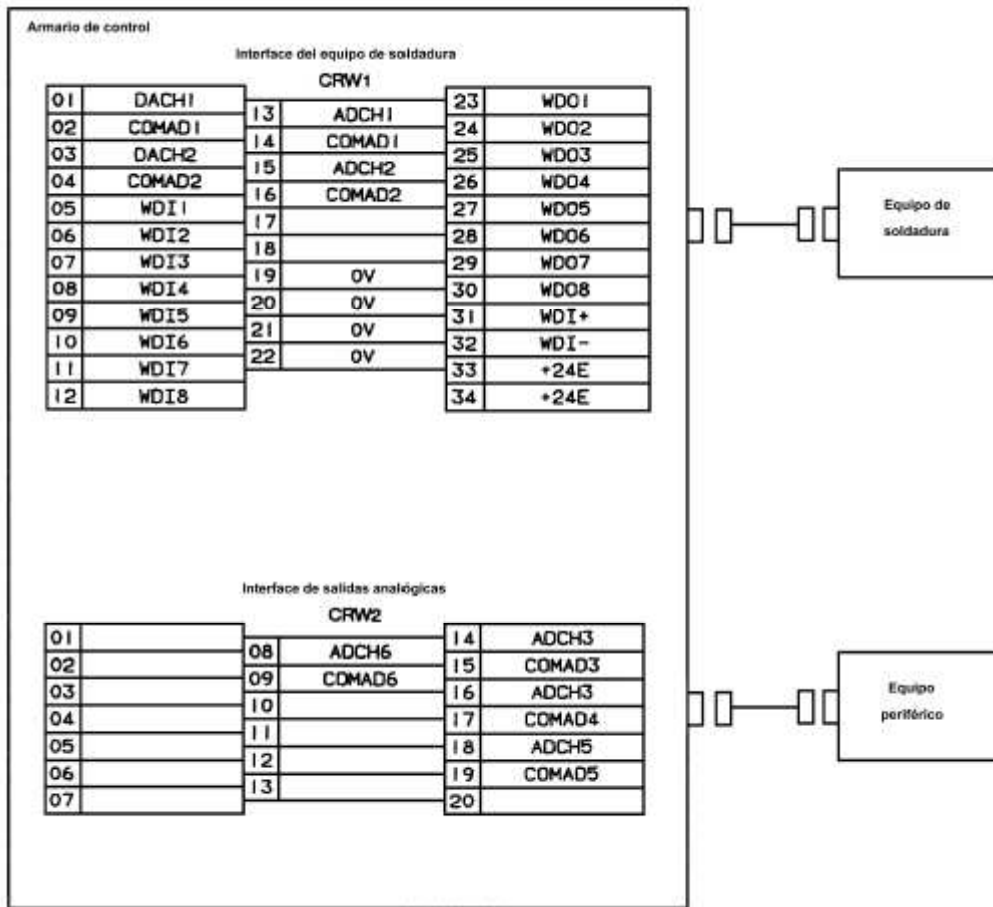 Armario de control
Interface del equipo de soldadura
CRW1
01 DACH1
02 COMAD1
03 DACH2
04 COMAD2
05 WDI1
06 WDI2
07 WDI3
08 WDI4
09 WDI5
10 WDI6
11 WDI7
12 WDI8
13 ADCH1
14 COMAD1
15 ADCH2
16 COMAD2
17
18
19 0V
20 0V
21 0V
22 0V
23 WDO1
24 WDO2
25 WDO3
26 WDO4
27 WDO5
28 WDO6
29 WDO7
30 WDO8
31 WDI+
32 WDI-
33 +24E
34 +24E
Equipo de
soldadura
Interface de salidas analógicas
CRW2
01
02
03
04
05
06
07
08 ADCH6
09 COMAD6
10
11
12
13
14 ADCH3
15 COMAD3
16 ADCH3
17 COMAD4
18 ADCH5
19 COMAD5
20
Equipo
periférico